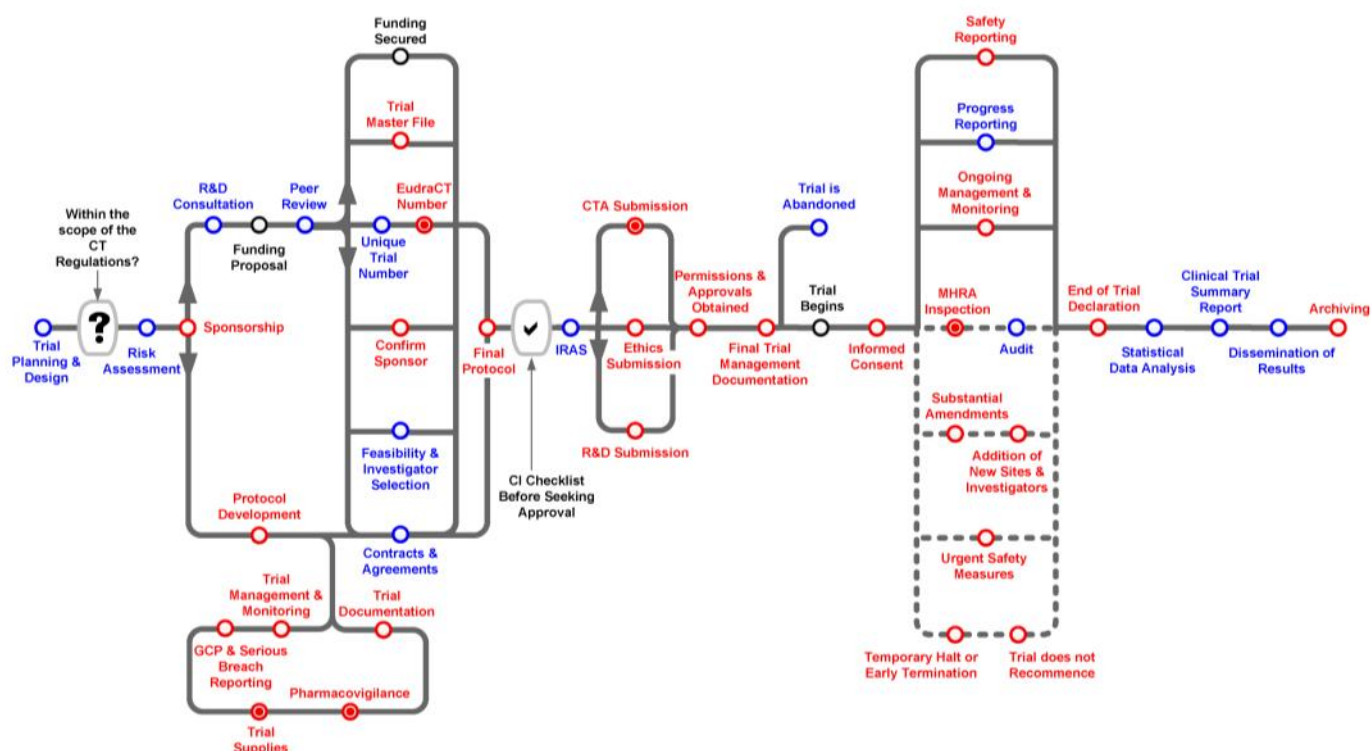 Funding
Secured
Safety
Reporting
Trial
Master File
Progress
Reporting
R&D
Consultation
Peer
Review
EudraCT
Number
CTA Submission
Trial is
Abandoned
Ongoing
Management &
Monitoring
Within the
scope of the
CT
Regulations?
Funding
Proposal
Unique
Trial
Number
Permissions &
Approvals
Obtained
Trial
Begins
MHRA
Inspection
End of Trial
Declaration
Clinical Trial
Summary
Report
Archiving
?
Sponsorship
Trial
Planning &
Design
Risk
Assessment
Confirm
Sponsor
Final
Protocol
IRAS
Ethics
Submission
Final Trial
Management
Documentation
Informed
Consent
Audit
Statistical
Data Analysis
Dissemination of
Results
Substantial
Amendments
Feasibility &
Investigator
Selection
R&D Submission
Addition of
New Sites &
Investigators
CI Checklist
Before Seeking
Approval
Protocol
Development
Contracts &
Agreements
Urgent Safety
Measures
Trial
Management &
Monitoring
Trial
Documentation
GCP & Serious
Breach
Reporting
Temporary Halt or
Early Termination
Trial does not
Recommence
Pharmacovigilance
Trial
Supplies